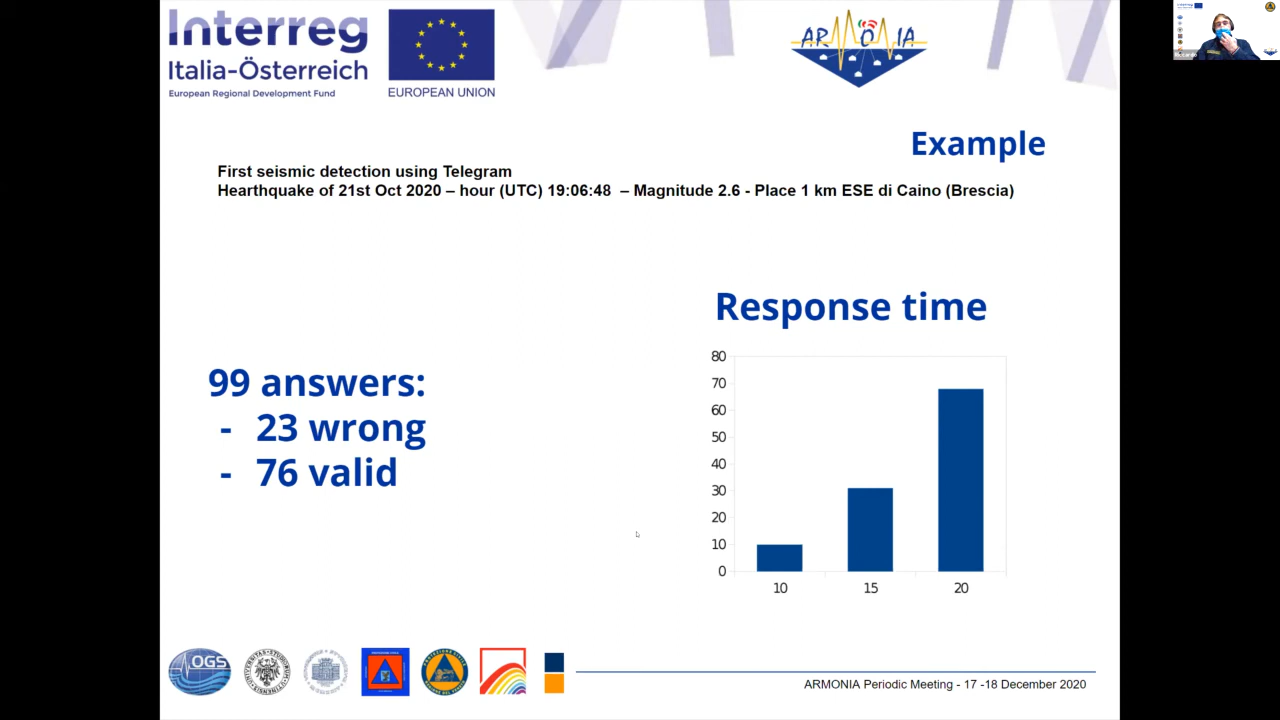 Interreg
Italia-Österreich
European Regional Development Fund
EUROPEAN UNION
ARMONIA
Example
First seismic detection using Telegram
Hearthquake of 21st Oct 2020 – hour (UTC) 19:06:48 – Magnitude 2.6 - Place 1 km ESE di Caino (Brescia)
Response time
99 answers:
- 23 wrong
- 76 valid
80
70
60
50
40
30
20
10
0
10 15 20
OGS
ARMONIA Periodic Meeting - 17 -18 December 2020